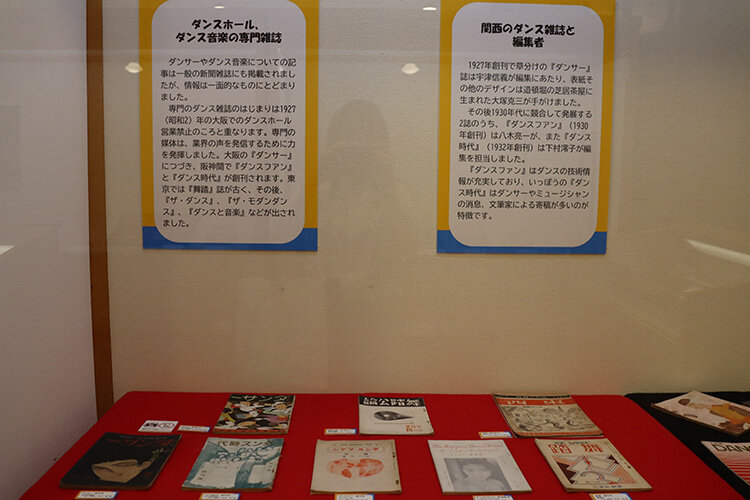 ダンスホール、
ダンス音楽の専門雑誌
ダンサーやダンス音楽についての記
事は一般の新聞雑誌にも掲載されまし
たが、情報は一面的なものにとどまり
ました。
専門のダンス雑誌のはじまりは1927
（昭和2）年の大阪でのダンスホール
営業禁止のころと重なります。専門の
媒体は、業界の声を発信するために力
を発揮しました。大阪の『ダンサー』
につづき、阪神間で『ダンスファン』
と『ダンス時代』が創刊されます。東
京では『舞踏』誌が古く、その後、
『ザ・ダンス』、『ザ・モダンダン
ス』、『ダンスと音楽』などが出され
ました。
関西のダンス雑誌と
編集者
1927年創刊で草分けの『ダンサー』
誌は宇津信義が編集にあたり、表紙そ
の他のデザインは道頓堀の芝居茶屋に
生まれた大塚克三が手がけました。
その後1930年代に競合して発展する
2誌のうち、『ダンスファン』（1930
年創刊）は八木亮一が、また『ダンス
時代』（1932年創刊）は下村澪子が編
集を担当しました。
『ダンスファン』はダンスの技術情
報が充実しており、いっぽうの『ダン
ス時代』はダンサーやミュージシャン
の消息、文筆家による寄稿が多いのが
特徴です。
ーサンダ
代時スンダ
踏舞
DAN